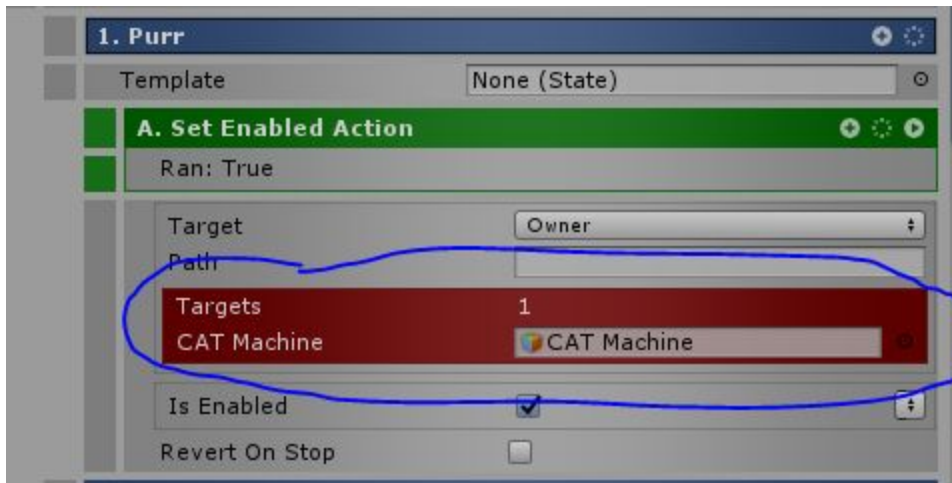 1. Purr
Template None (State)
A. Set Enabled Action
Ran: True
Target Owner
Path
Targets 1
CAT Machine CAT Machine
Is Enabled
Revert On Stop